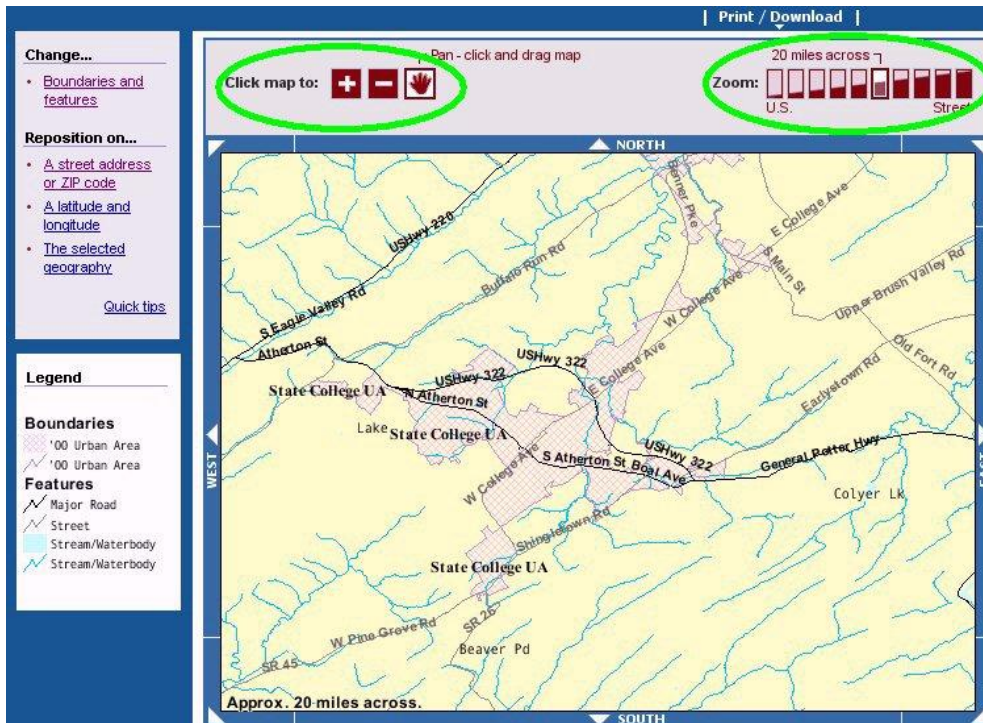 | Print / Download |
Change...
Boundaries and
features
Reposition on...
A street address
or ZIP code
A latitude and
longitude
The selected
geography
Quick tips
Legend
Boundaries
'00 Urban Area
'00 Urban Area
Features
Major Road
Street
Stream/Waterbody
Stream/Waterbody
Pan - click and drag map
Click map to:
20 miles across
Zoom:
U.S.
Street
NORTH
WEST
EAST
SOUTH
Benner Pke
E College Ave
USHwy 220
Buffalo Run Rd
S Main St
Upper Brush Valley Rd
S Eagle Valley Rd
W College Ave
Atherton St
USHwy 322
Old Fort Rd
USHwy 322
E College Ave
Earlystown Rd
State College UA
N Atherton St
Lake
State College UA
W College Ave
S Atherton St Boal Ave
USHwy 322
General Potter Hwy
Colyer Lk
Shingletown Rd
State College UA
SR 26
W Pine Grove Rd
Beaver Pd
SR 45
Approx. 20 miles across.